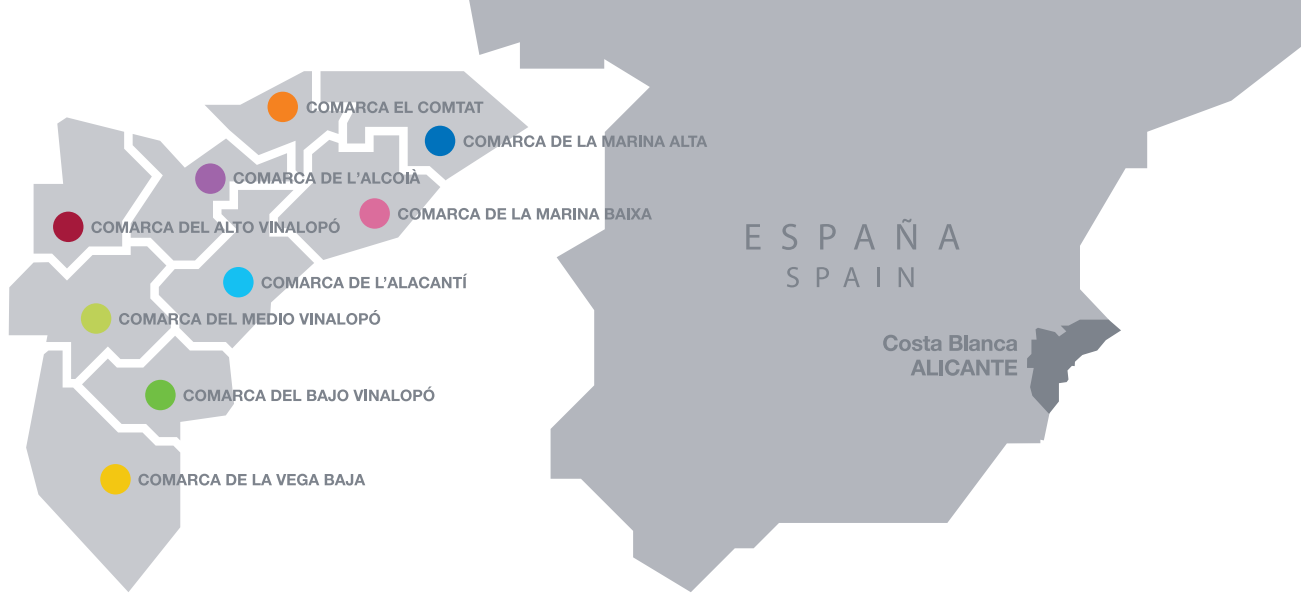 COMARCA EL COMTAT
COMARCA DE LA MARINA ALTA
COMARCA DE L'ALCOIÀ
COMARCA DE LA MARINA BAIXA
COMARCA DEL ALTO VINALOPÓ
COMARCA DE L'ALACANTÍ
COMARCA DEL MEDIO VINALOPÓ
COMARCA DEL BAJO VINALOPÓ
COMARCA DE LA VEGA BAJA
ESPAÑA
SPAIN
Costa Blanca
ALICANTE